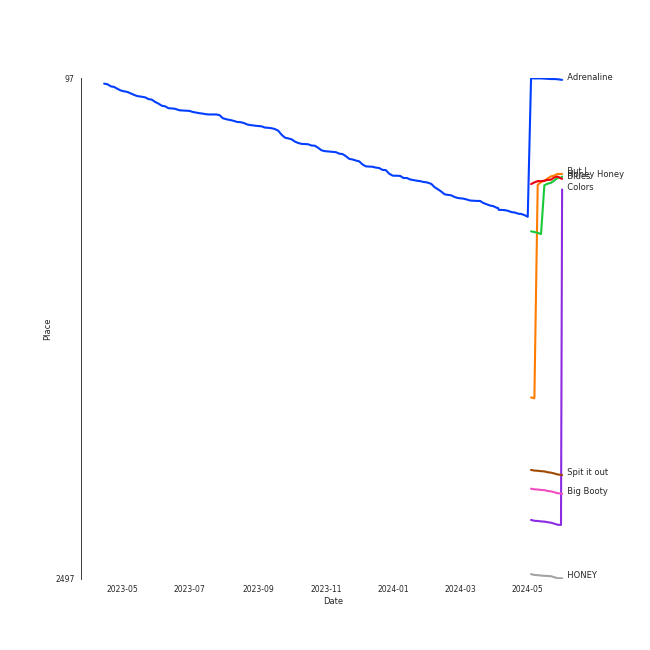 97
Adrenaline
But I
Honey Honey
Blues
Colors
Place
Spit it out
Big Booty
2497
HONEY
2023-05
2023-07
2023-09
2023-11
2024-01
2024-03
2024-05
Date